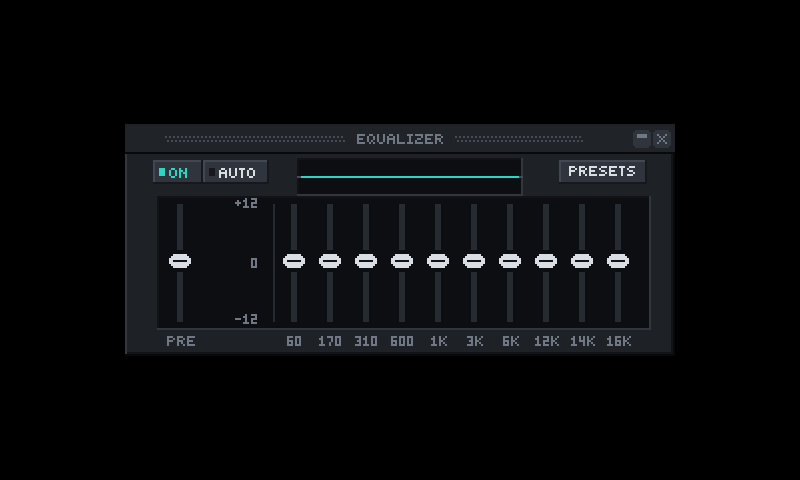 EQUALIZER
ON AUTO PRESETS
+12
0
-12
PRE 60 170 310 600 1K 3K 6K 12K 14K 16K